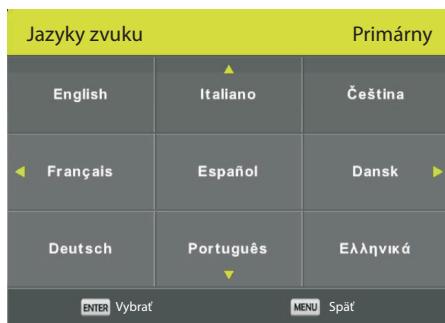 Jazyky zvuku Primárny
English Italiano Čeština
Français Español Dansk
Deutsch Português Ελληνικά
ENTER Vybrať MENU Späť